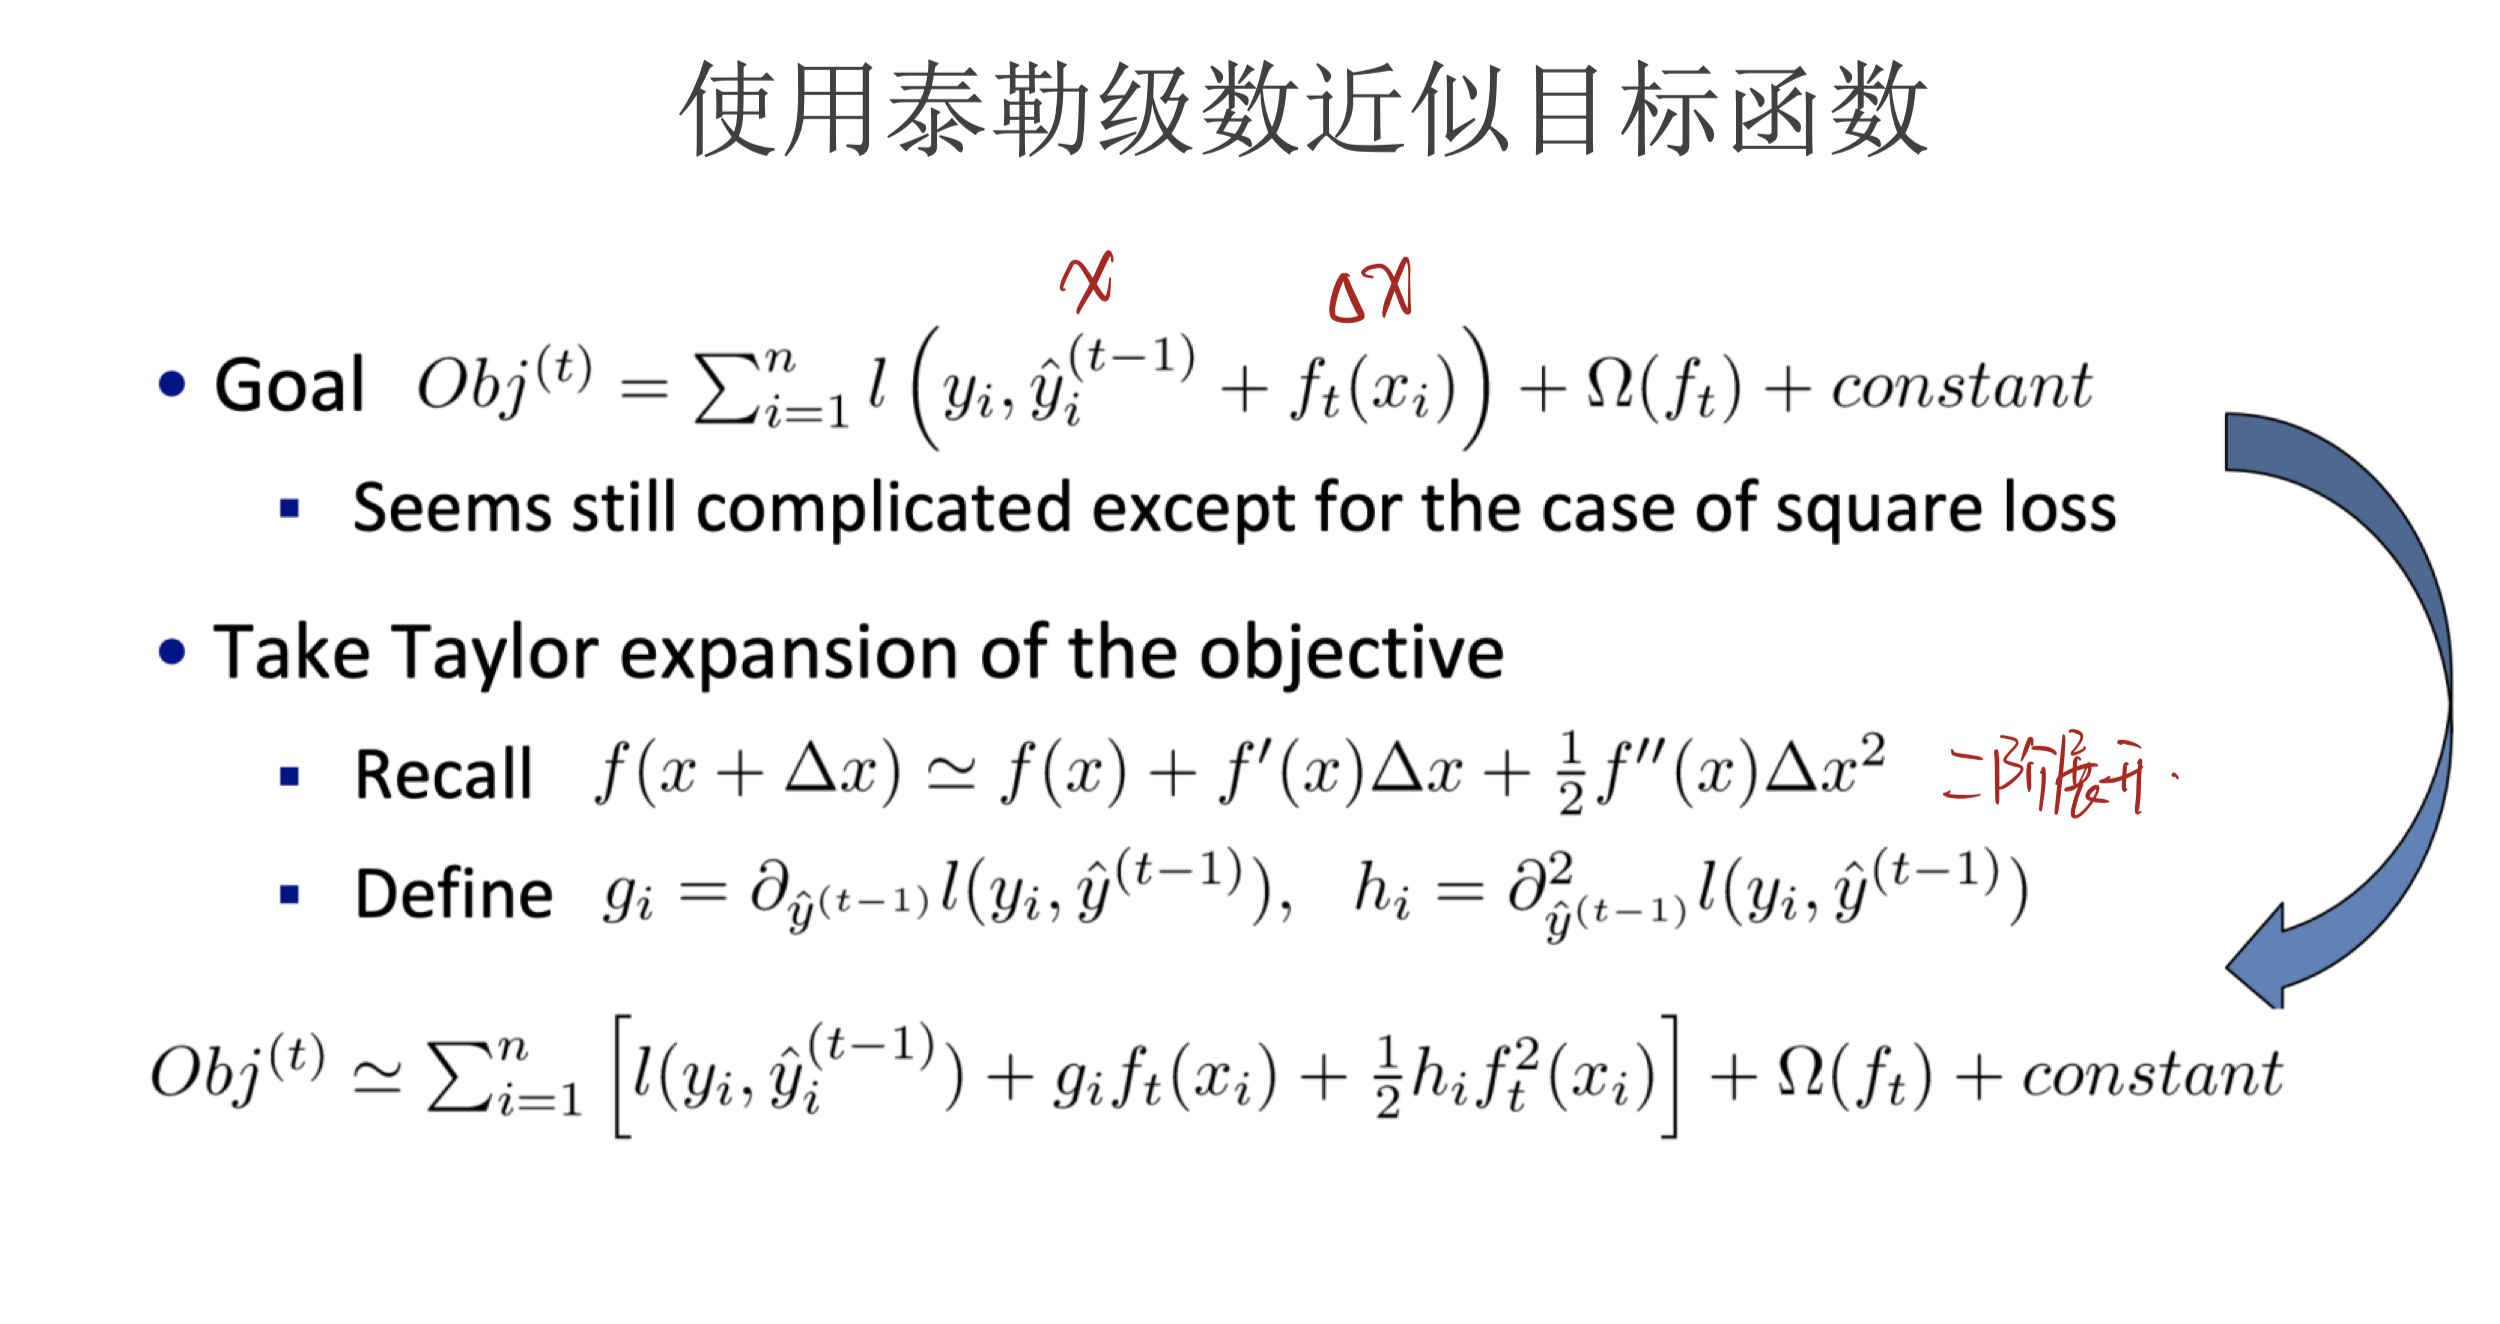 使用泰勒级数近似目标函数
x Δx
• Goal Obj^{(t)} = \sum_{i=1}^{n} l\left(y_i, \hat{y}_i^{(t-1)} + f_t(x_i)\right) + \Omega(f_t) + constant
▪ Seems still complicated except for the case of square loss
• Take Taylor expansion of the objective
▪ Recall f(x + \Delta x) \simeq f(x) + f'(x)\Delta x + \frac{1}{2} f''(x)\Delta x^2 二阶展开.
▪ Define g_i = \partial_{\hat{y}^{(t-1)}} l(y_i, \hat{y}^{(t-1)}), h_i = \partial^2_{\hat{y}^{(t-1)}} l(y_i, \hat{y}^{(t-1)})
Obj^{(t)} \simeq \sum_{i=1}^{n} \left[ l(y_i, \hat{y}_i^{(t-1)}) + g_i f_t(x_i) + \frac{1}{2} h_i f_t^2(x_i) \right] + \Omega(f_t) + constant